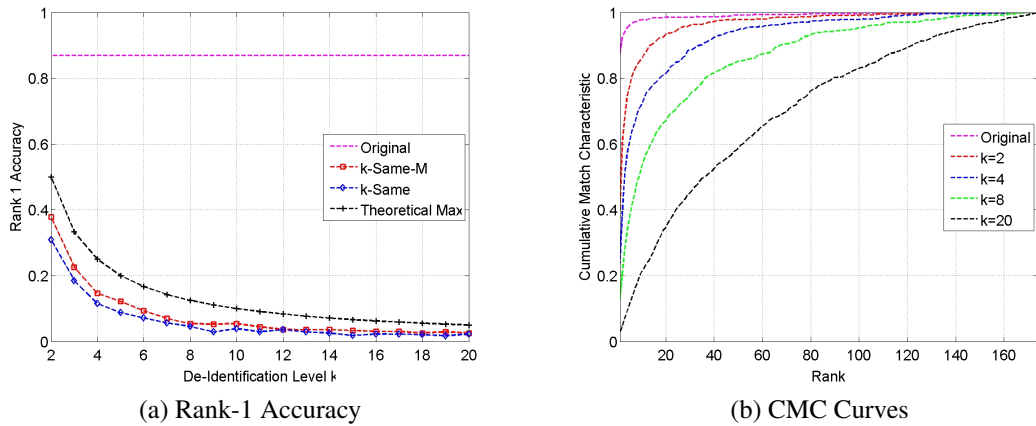 1
0.8
0.6
0.4
0.2
0
2
4
6
8
10
12
14
16
18
20
Rank 1 Accuracy
De-Identification Level k
Original
k-Same-M
k-Same
Theoretical Max
(a) Rank-1 Accuracy
1
0.8
0.6
0.4
0.2
0
20
40
60
80
100
120
140
160
Cumulative Match Characteristic
Rank
Original
k=2
k=4
k=8
k=20
(b) CMC Curves